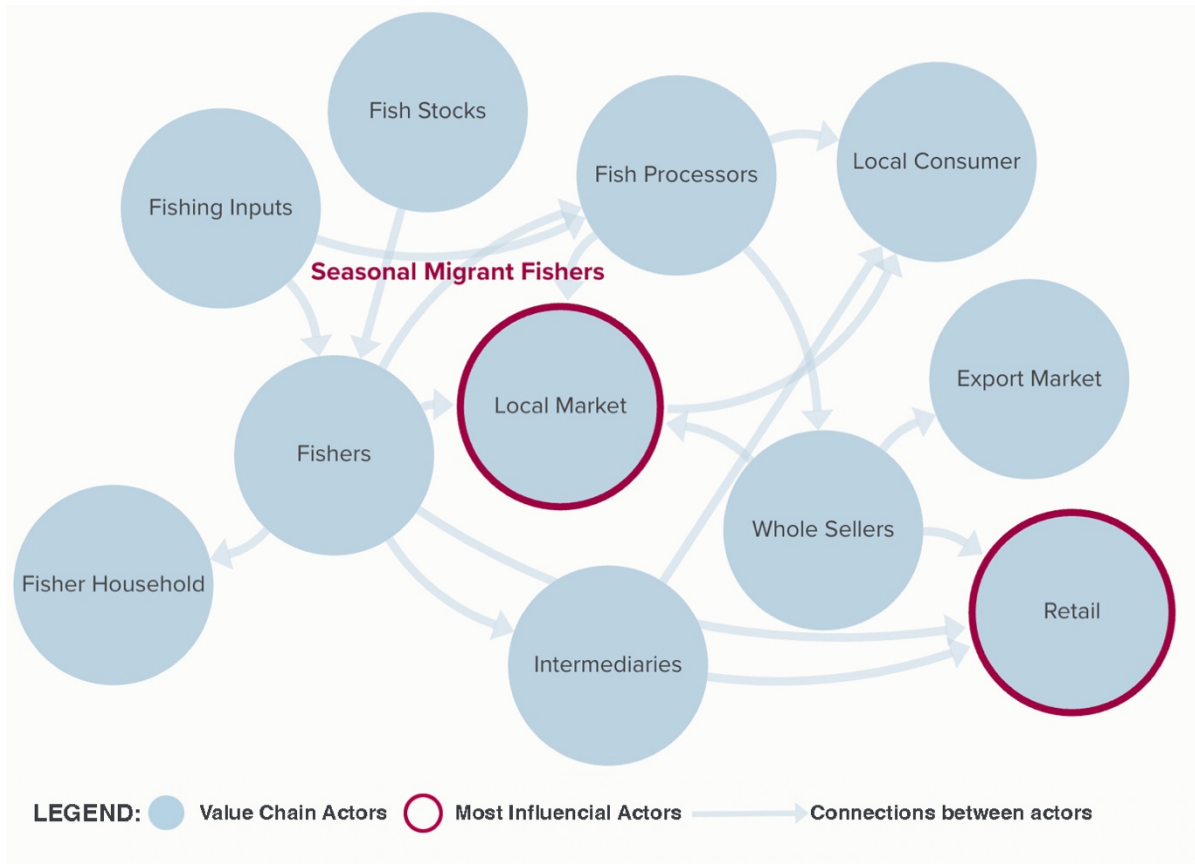 Fish Stocks
Fishing Inputs
Fish Processors
Local Consumer
Seasonal Migrant Fishers
Local Market
Export Market
Fishers
Whole Sellers
Fisher Household
Intermediaries
Retail
LEGEND: Value Chain Actors Most Influencial Actors Connections between actors